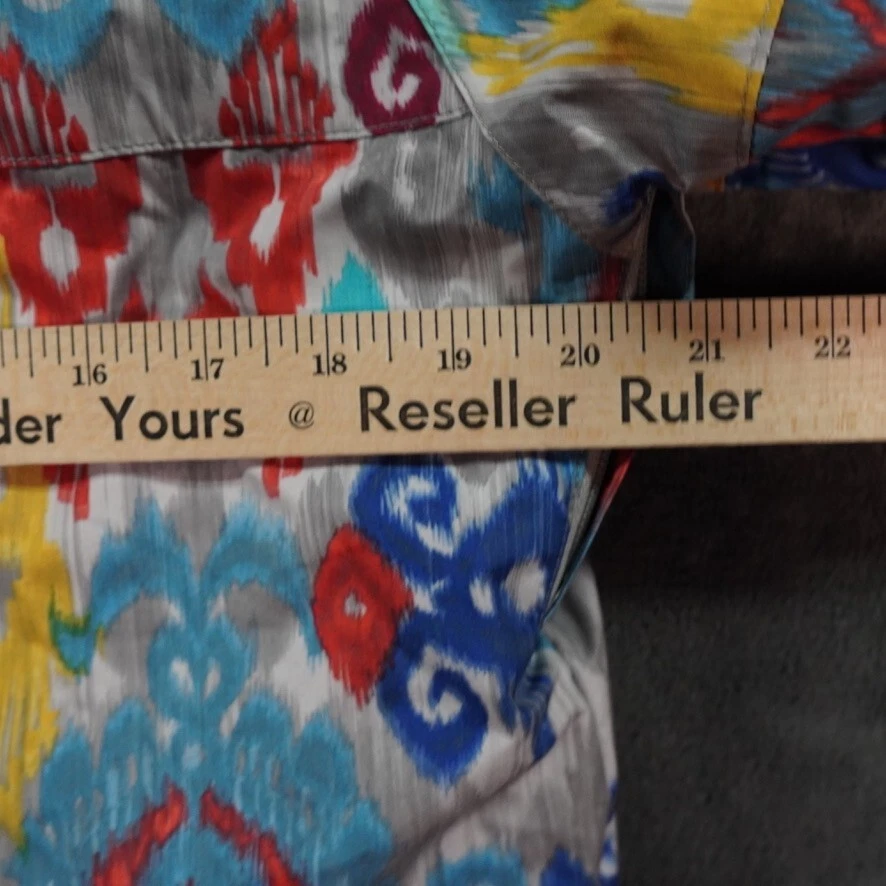 16 17 18 19 20 21 22
der Yours @ Reseller Ruler